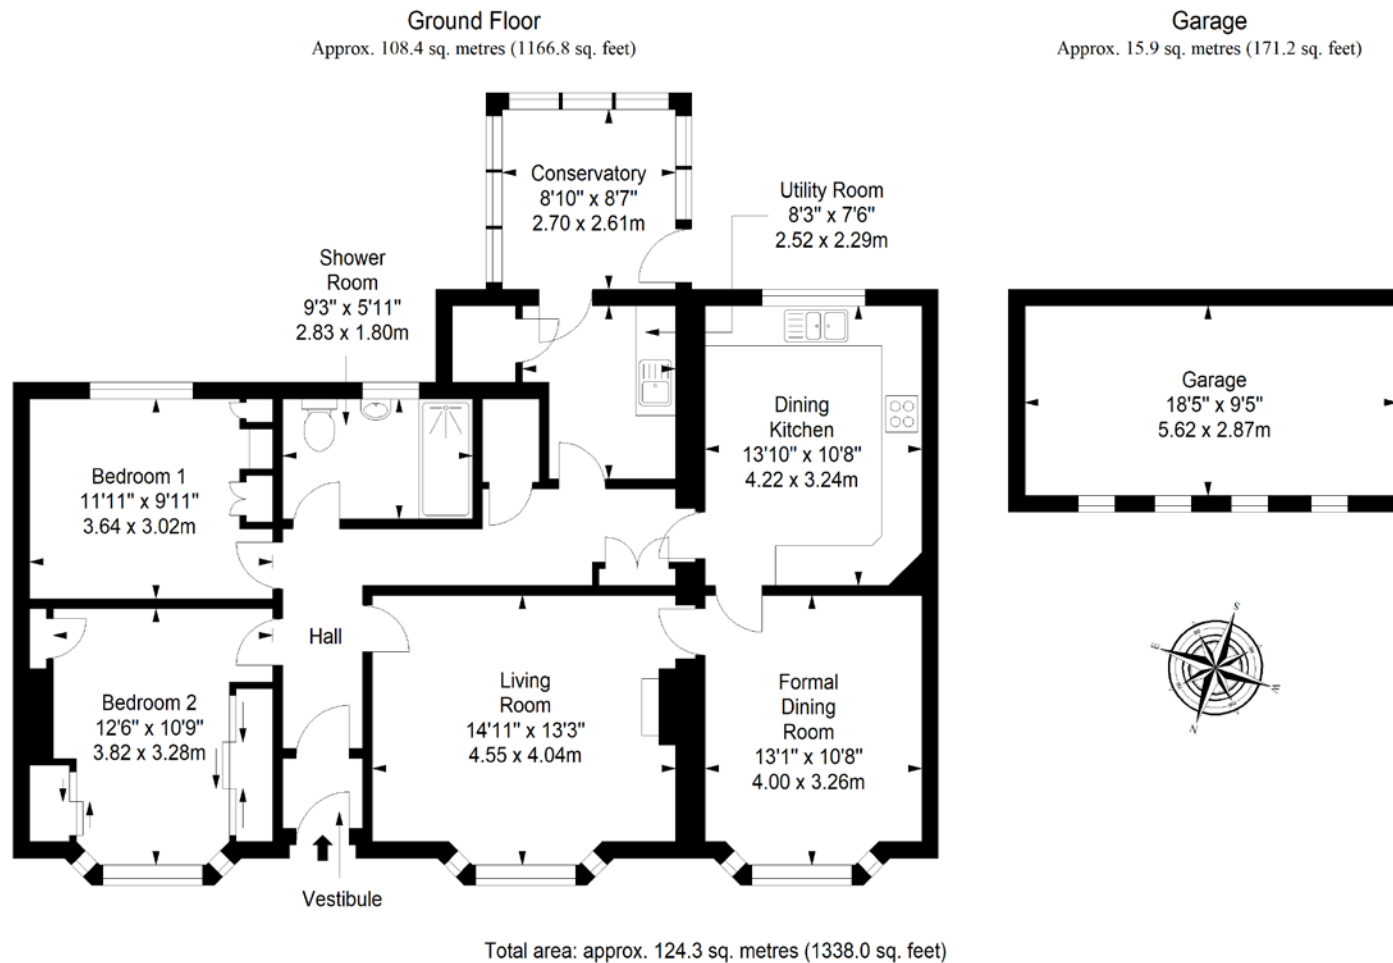 Ground Floor
Approx. 108.4 sq. metres (1166.8 sq. feet)
Garage
Approx. 15.9 sq. metres (171.2 sq. feet)
Conservatory
8'10" x 8'7"
2.70 x 2.61m
Utility Room
8'3" x 7'6"
2.52 x 2.29m
Shower
Room
9'3" x 5'11"
2.83 x 1.80m
Dining
Kitchen
13'10" x 10'8"
4.22 x 3.24m
Garage
18'5" x 9'5"
5.62 x 2.87m
Bedroom 1
11'11" x 9'11"
3.64 x 3.02m
Hall
Bedroom 2
12'6" x 10'9"
3.82 x 3.28m
Living
Room
14'11" x 13'3"
4.55 x 4.04m
Formal
Dining
Room
13'1" x 10'8"
4.00 x 3.26m
S
E
W
N
Vestibule
Total area: approx. 124.3 sq. metres (1338.0 sq. feet)